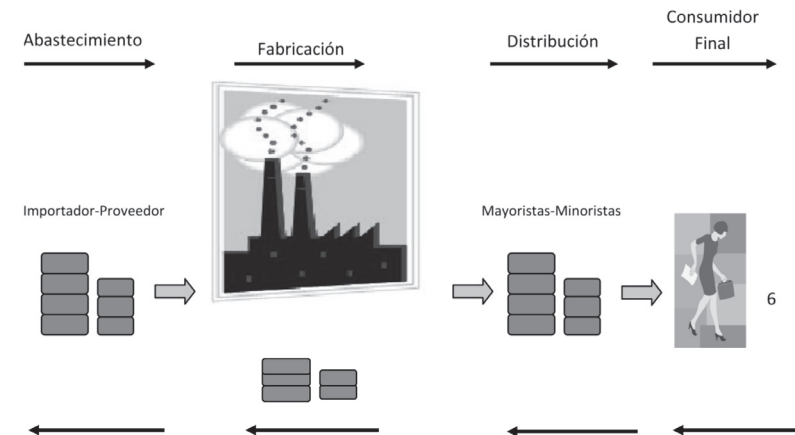 Abastecimiento
Fabricación
Distribución
Consumidor
Final
Importador-Proveedor
Mayoristas-Minoristas
6